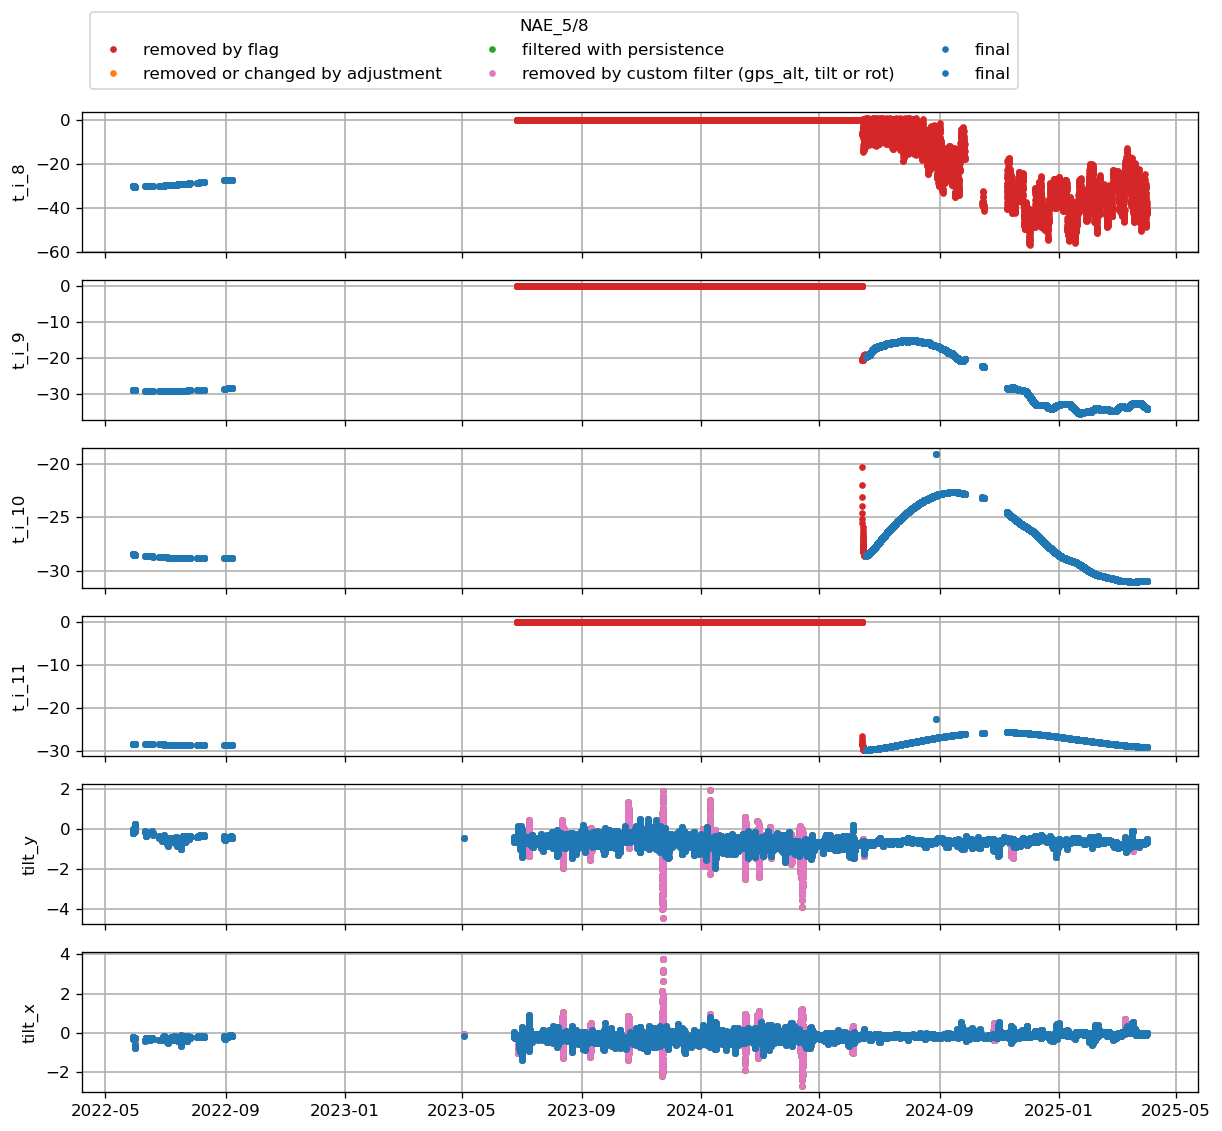 NAE_5/8
removed by flag
filtered with persistence
final
removed or changed by adjustment
removed by custom filter (gps_alt, tilt or rot)
final
0
−20
−40
−60
t_i_8
0
−10
−20
−30
t_i_9
−20
−25
−30
t_i_10
0
−10
−20
−30
t_i_11
2
0
−2
−4
tilt_y
4
2
0
−2
tilt_x
2022-05
2022-09
2023-01
2023-05
2023-09
2024-01
2024-05
2024-09
2025-01
2025-05